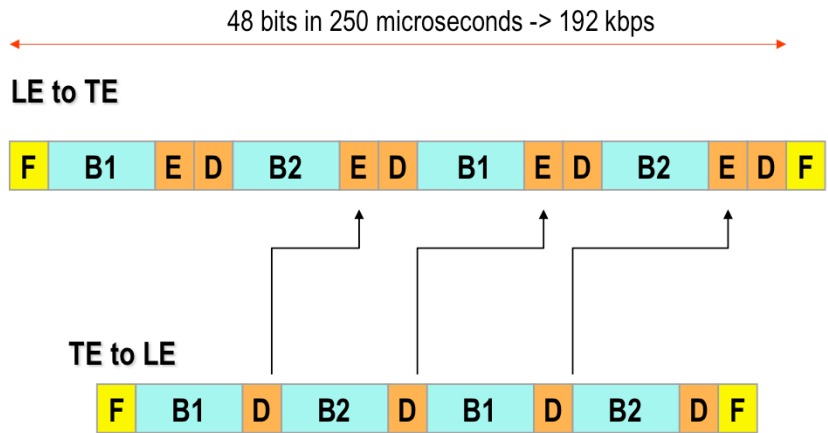 48 bits in 250 microseconds -> 192 kbps
LE to TE
F B1 E D B2 E D B1 E D B2 E D F
TE to LE
F B1 D B2 D B1 D B2 D F